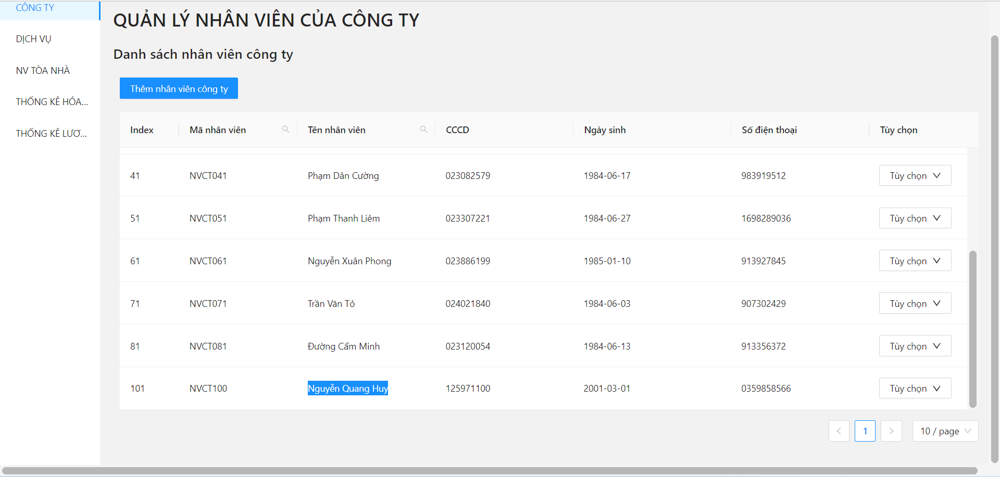 CÔNG TY
DỊCH VỤ
NV TÒA NHÀ
THỐNG KÊ HÓA...
THỐNG KÊ LƯƠ...
QUẢN LÝ NHÂN VIÊN CỦA CÔNG TY
Danh sách nhân viên công ty
Thêm nhân viên công ty
Index Mã nhân viên Tên nhân viên CCCD Ngày sinh Số điện thoại Tùy chọn
41 NVCT041 Phạm Dân Cường 023082579 1984-06-17 983919512 Tùy chọn
51 NVCT051 Phạm Thanh Liêm 023307221 1984-06-27 1698289036 Tùy chọn
61 NVCT061 Nguyễn Xuân Phong 023886199 1985-01-10 913927845 Tùy chọn
71 NVCT071 Trần Văn Tỏ 024021840 1984-06-03 907302429 Tùy chọn
81 NVCT081 Đường Cẩm Minh 023120054 1984-06-13 913356372 Tùy chọn
101 NVCT100 Nguyễn Quang Huy 125971100 2001-03-01 0359858566 Tùy chọn
< 1 > 10 / page